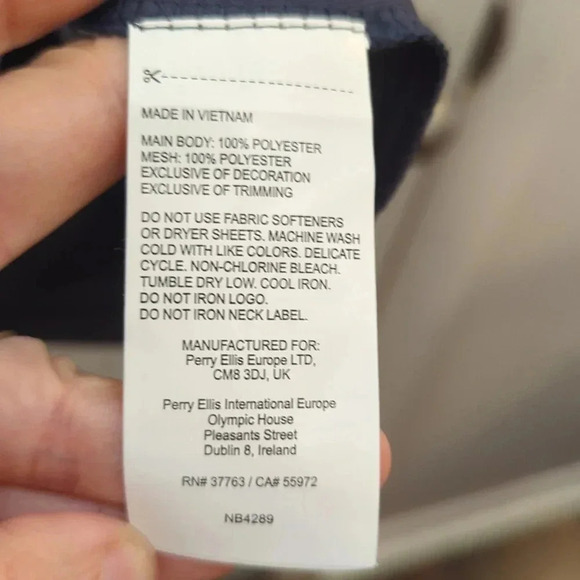 MADE IN VIETNAM
MAIN BODY: 100% POLYESTER
MESH: 100% POLYESTER
EXCLUSIVE OF DECORATION
EXCLUSIVE OF TRIMMING
DO NOT USE FABRIC SOFTENERS
OR DRYER SHEETS. MACHINE WASH
COLD WITH LIKE COLORS. DELICATE
CYCLE. NON-CHLORINE BLEACH.
TUMBLE DRY LOW. COOL IRON.
DO NOT IRON LOGO.
DO NOT IRON NECK LABEL.
MANUFACTURED FOR:
Perry Ellis Europe LTD,
CM8 3DJ, UK
Perry Ellis International Europe
Olympic House
Pleasants Street
Dublin 8, Ireland
RN# 37763 / CA# 55972
NB4289